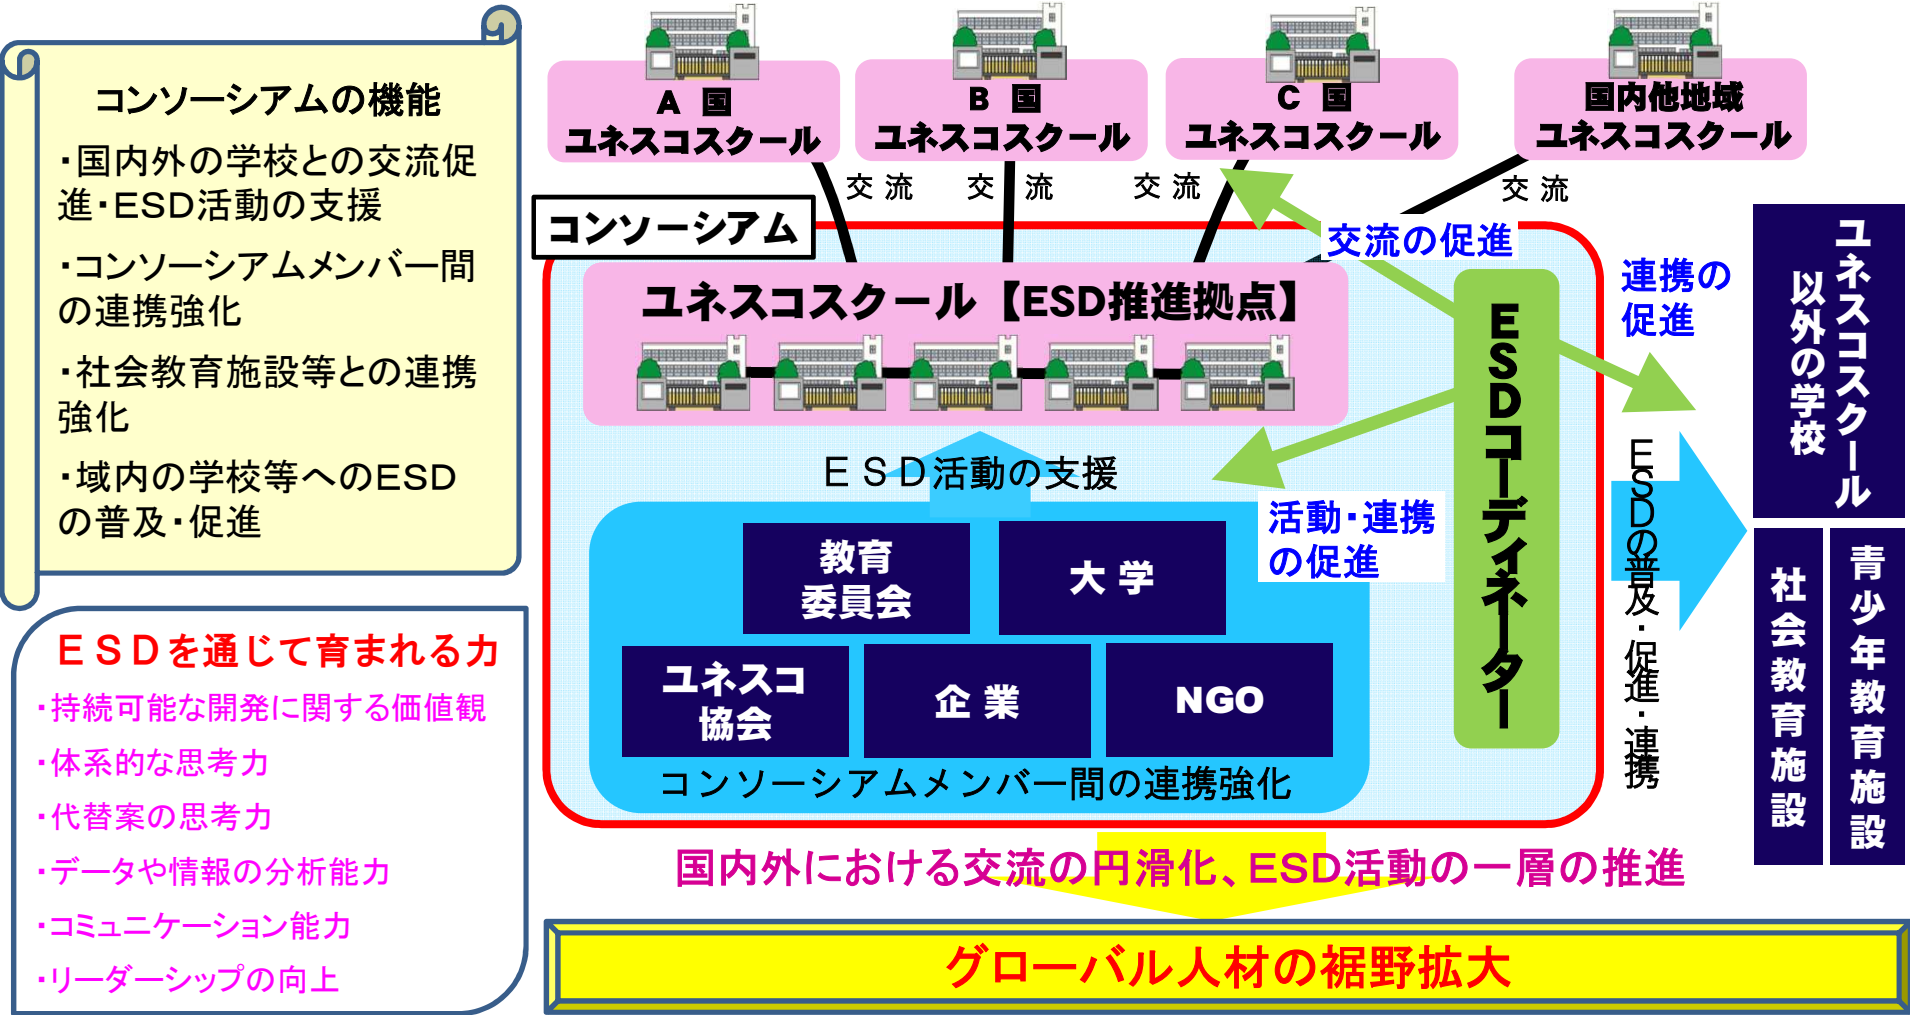 コンソーシアムの機能
・国内外の学校との交流促
進・ESD活動の支援
・コンソーシアムメンバー間
の連携強化
・社会教育施設等との連携
強化
・域内の学校等へのESD
の普及・促進
ESDを通じて育まれる力
・持続可能な開発に関する価値観
・体系的な思考力
・代替案の思考力
・データや情報の分析能力
・コミュニケーション能力
・リーダーシップの向上
A 国
ユネスコスクール
B 国
ユネスコスクール
C 国
ユネスコスクール
国内他地域
ユネスコスクール
交 流
交 流
交 流
交 流
コンソーシアム
交流の促進
ユネスコスクール【ESD推進拠点】
ESD活動の支援
活動・連携
の促進
教育
委員会
大 学
ユネスコ
協会
企 業
NGO
コンソーシアムメンバー間の連携強化
ESDコーディネーター
連携の
促進
ESDの普及・促進・連携
ユネスコスクール
以外の学校
社会教育施設
青少年教育施設
国内外における交流の円滑化、ESD活動の一層の推進
グローバル人材の裾野拡大